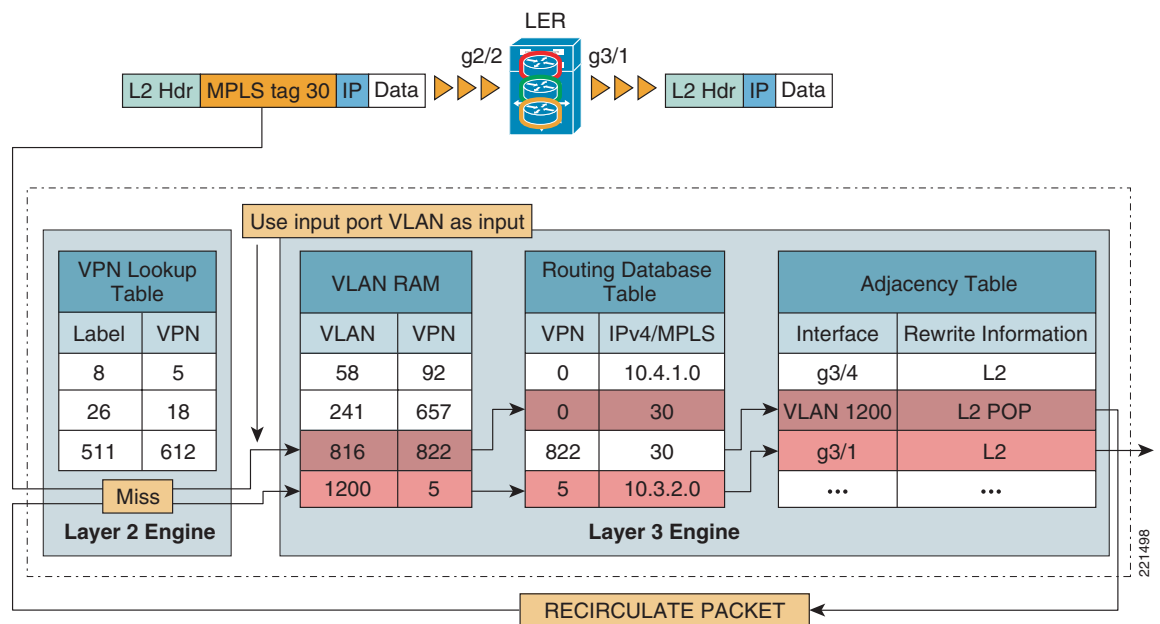 LER
g2/2
g3/1
L2 Hdr MPLS tag 30 IP Data
L2 Hdr IP Data
Use input port VLAN as input
VPN Lookup
Table
Label VPN
8 5
26 18
511 612
Miss
Layer 2 Engine
VLAN RAM
VLAN VPN
58 92
241 657
816 822
1200 5
Routing Database
Table
VPN IPv4/MPLS
0 10.4.1.0
0 30
822 30
5 10.3.2.0
Adjacency Table
Interface Rewrite Information
g3/4 L2
VLAN 1200 L2 POP
g3/1 L2
... ...
Layer 3 Engine
221498
RECIRCULATE PACKET